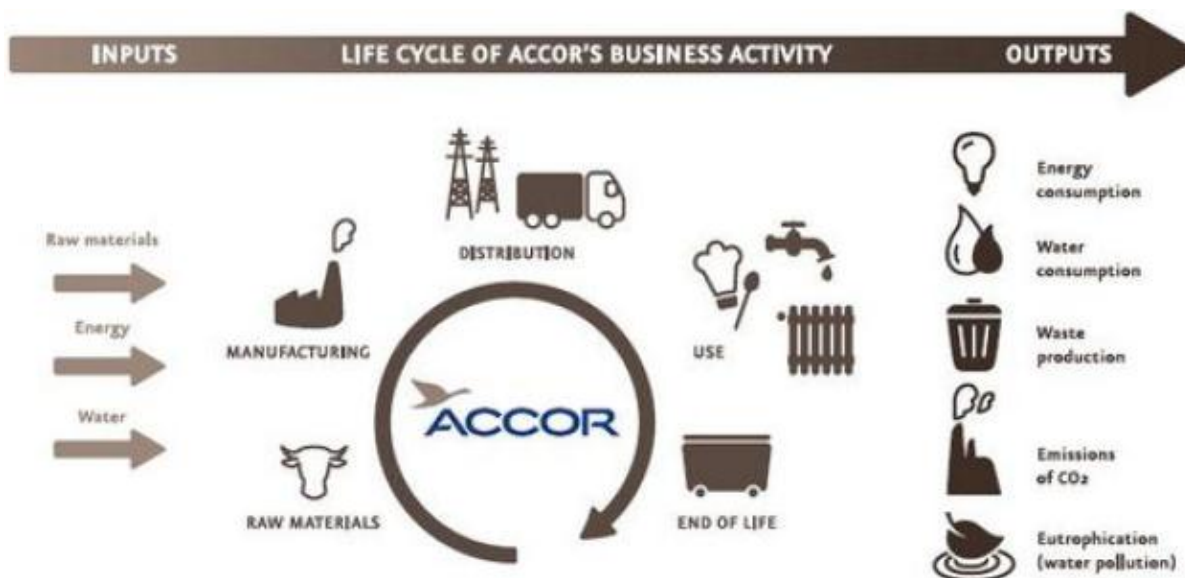 INPUTS
LIFE CYCLE OF ACCOR'S BUSINESS ACTIVITY
OUTPUTS
Raw materials
Energy
Water
DISTRIBUTION
MANUFACTURING
USE
ACCOR
RAW MATERIALS
END OF LIFE
Energy
consumption
Water
consumption
Waste
production
Emissions
of CO2
Eutrophication
(water pollution)